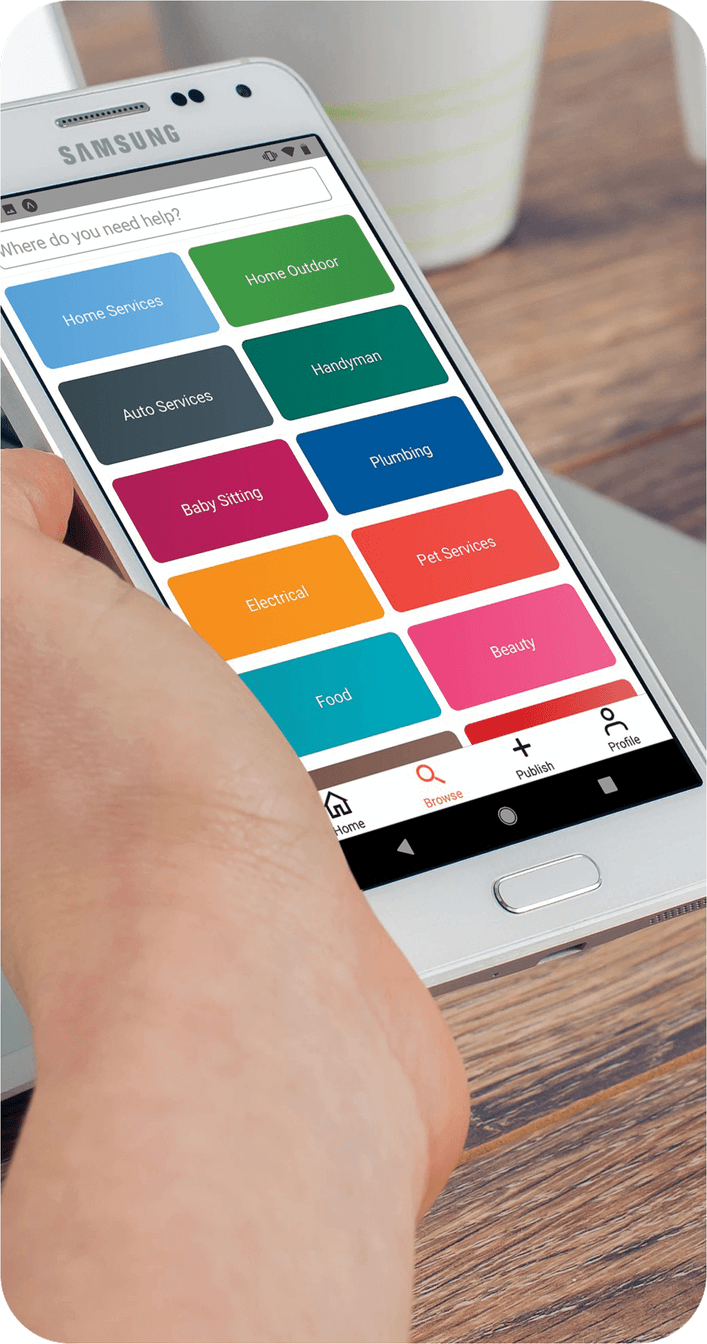 SAMSUNG
Where do you need help?
Home Services
Home Outdoor
Auto Services
Handyman
Baby Sitting
Plumbing
Electrical
Pet Services
Food
Beauty
Home
Browse
Publish
Profile